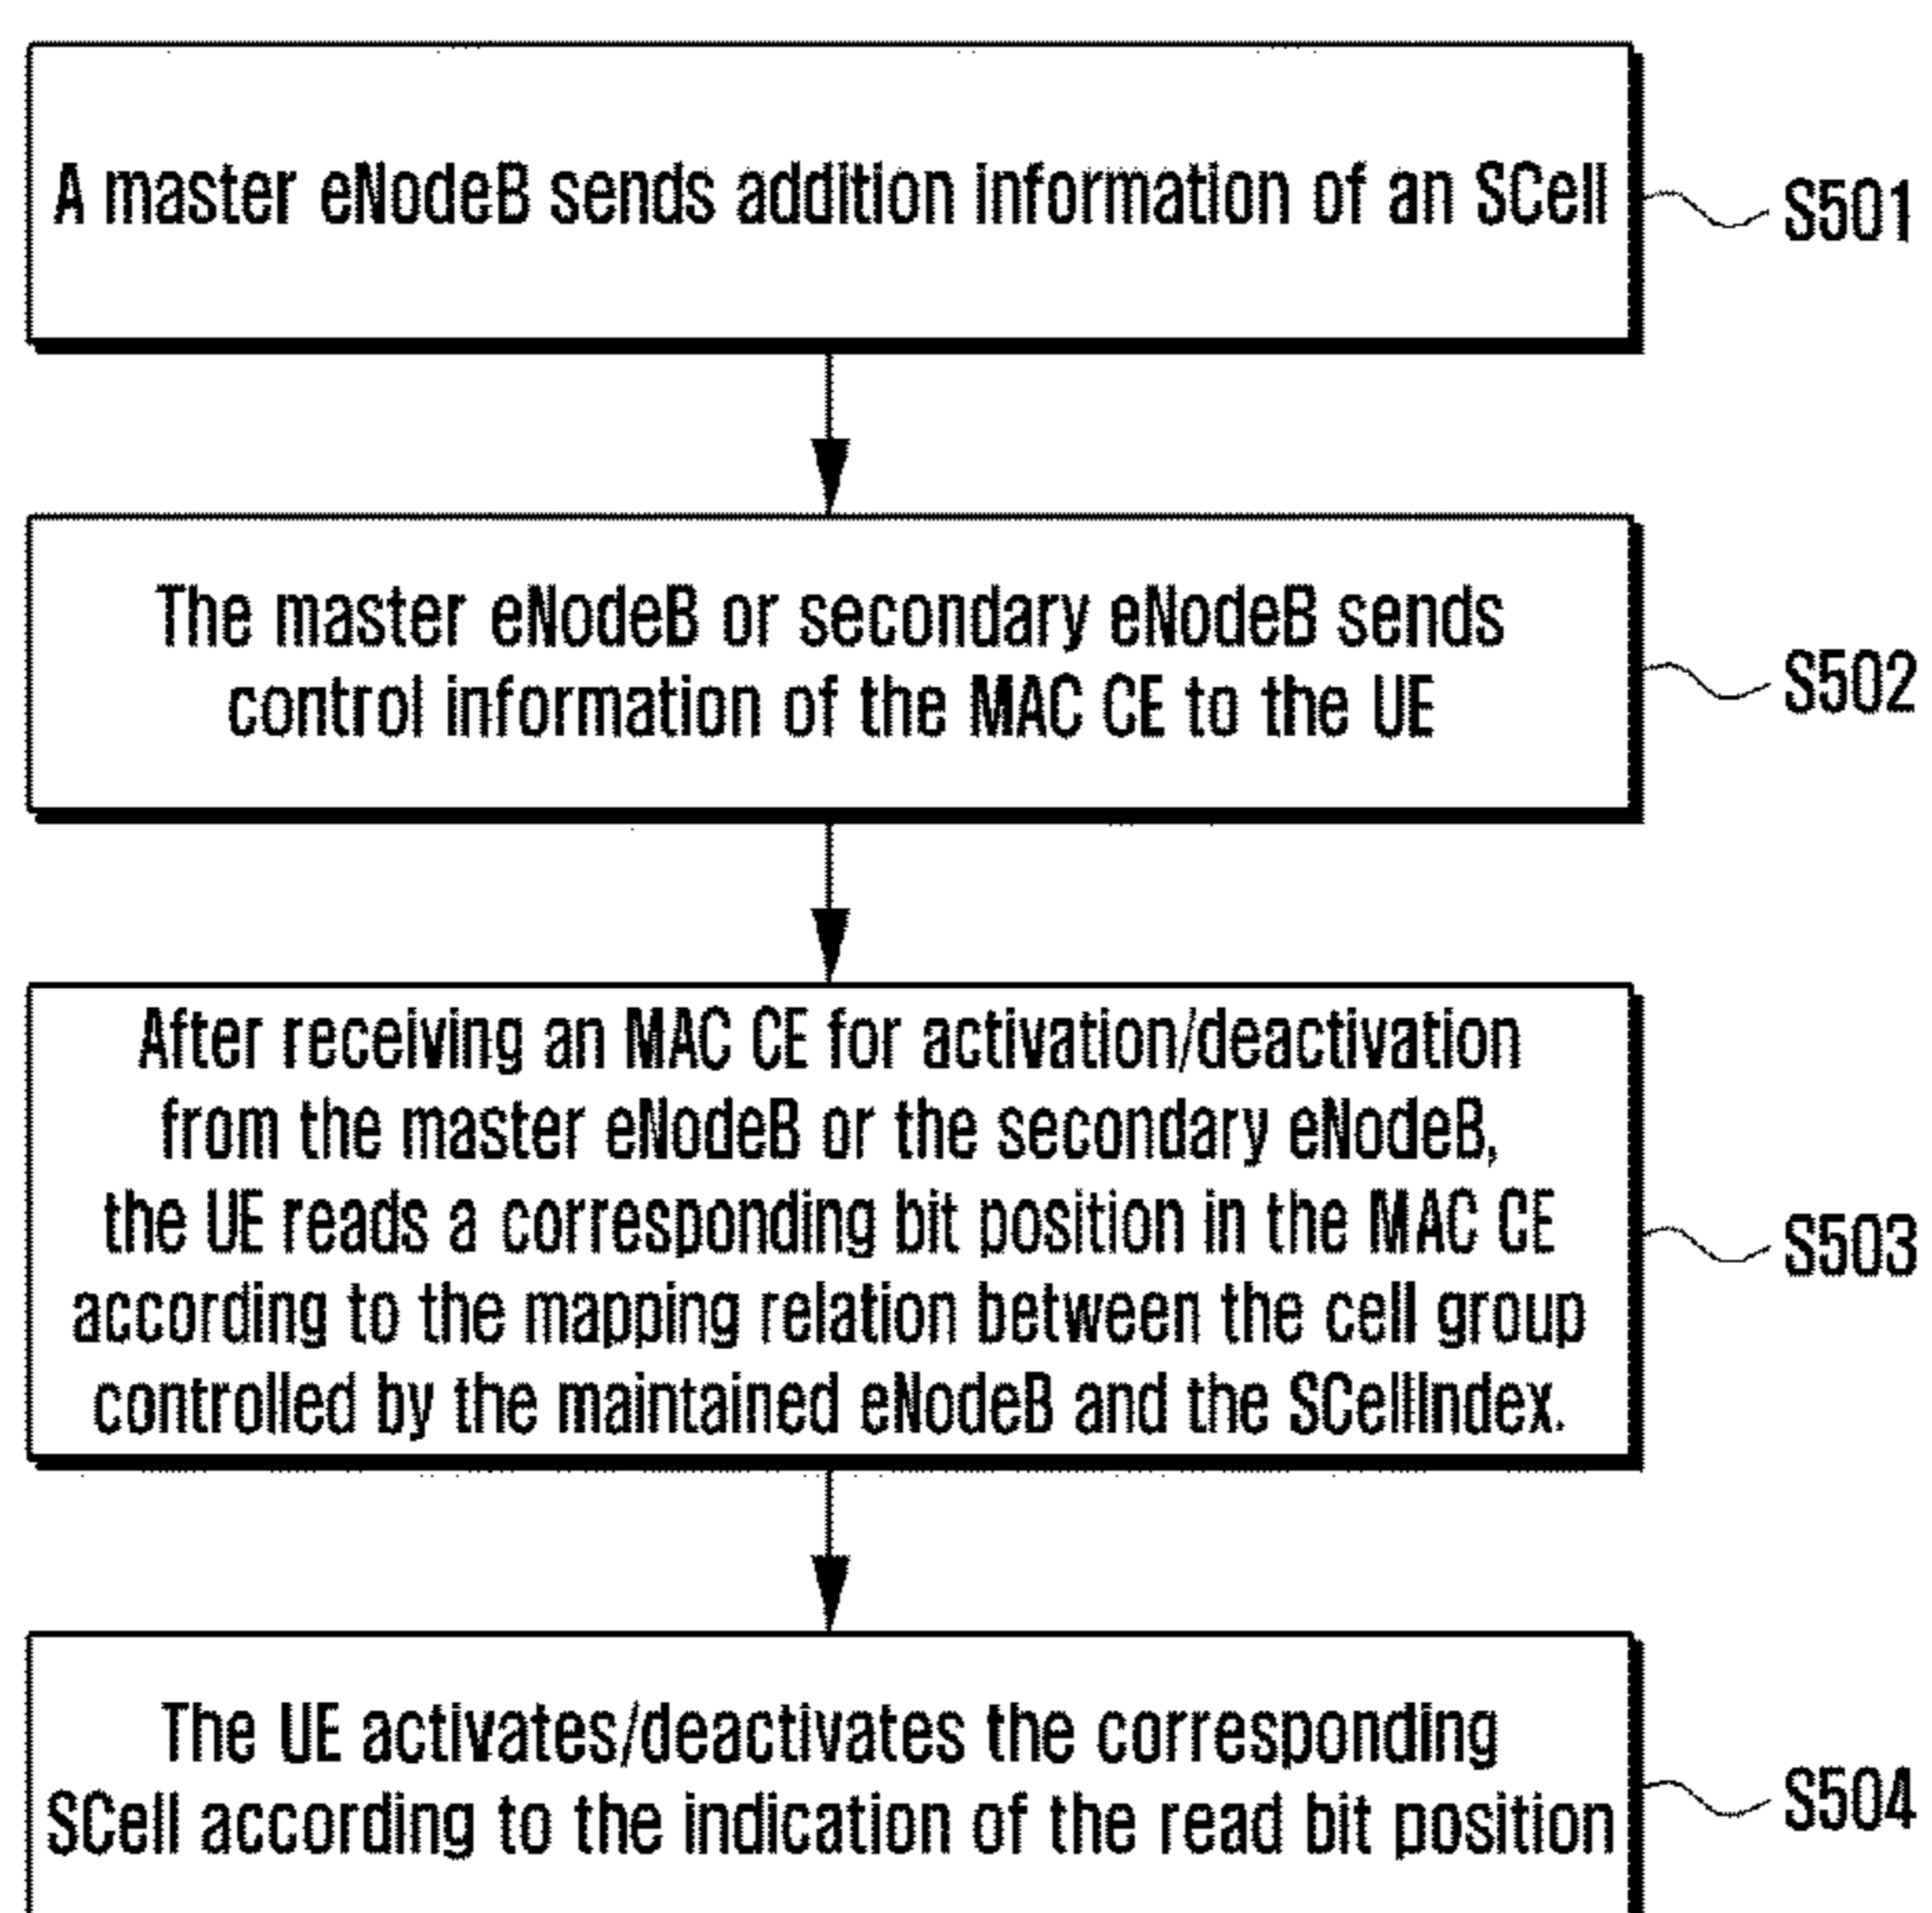 A master eNodeB sends addition information of an SCell
S501
The master eNodeB or secondary eNodeB sends
control information of the MAC CE to the UE
S502
After receiving an MAC CE for activation/deactivation
from the master eNodeB or the secondary eNodeB,
the UE reads a corresponding bit position in the MAC CE
according to the mapping relation between the cell group
controlled by the maintained eNodeB and the SCellIndex.
S503
The UE activates/deactivates the corresponding
SCell according to the indication of the read bit position
S504